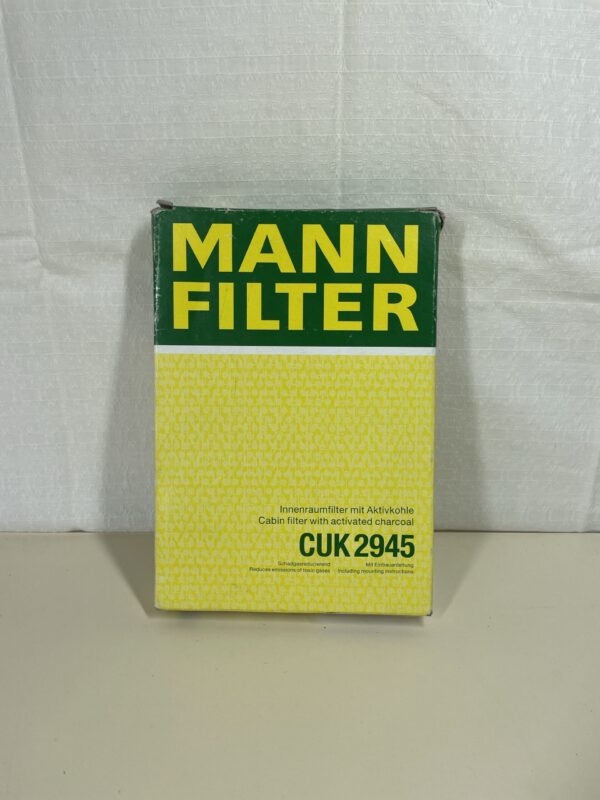 MANN
FILTER
Innenraumfilter mit Aktivkohle
Cabin filter with activated charcoal
CUK 2945
Schadgasreduzierend
Reduces emissions of toxic gases
Mit Einbauanleitung
Including mounting instructions